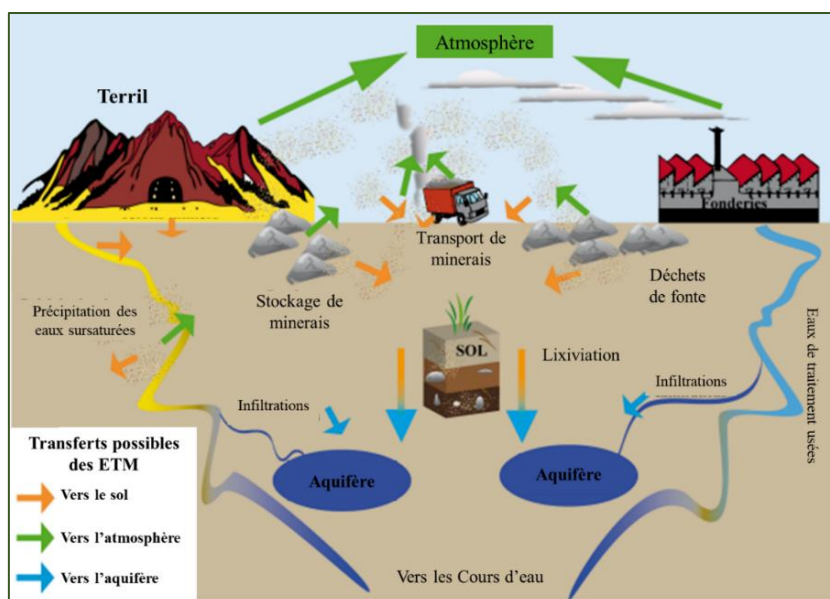 Atmosphère
Terril
Fonderies
Transport de
minerais
Stockage de
minerais
Déchets
de fonte
Précipitation des
eaux sursaturées
SOL
Lixiviation
Eaux de traitement usées
Infiltrations
Infiltrations
Aquifère
Aquifère
Transferts possibles
des ETM
Vers le sol
Vers l’atmosphère
Vers l’aquifère
Vers les Cours d’eau